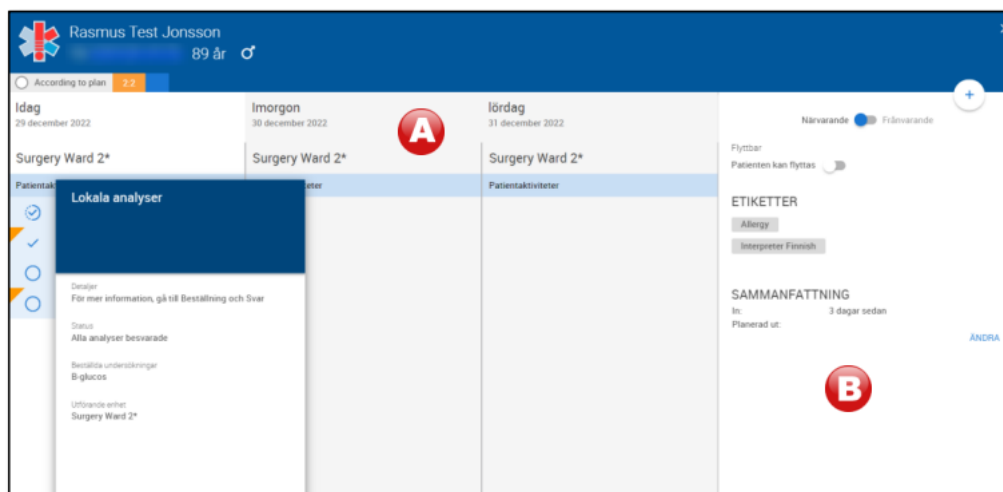 Rasmus Test Jonsson
89 år
According to plan
2:2
Idag
29 december 2022
Imorgon
30 december 2022
lördag
31 december 2022
A
+
Närvarande
Frånvarande
Surgery Ward 2*
Surgery Ward 2*
Surgery Ward 2*
Patientaktiviteter
Lokala analyser
Detaljer
För mer information, gå till Beställning och Svar
Status
Alla analyser besvarade
Beställda undersökningar
B-glucos
Utförande enhet
Surgery Ward 2*
Flyttbar
Patienten kan flyttas
ETIKETTER
Allergy
Interpreter Finnish
SAMMANFATTNING
In: 3 dagar sedan
Planerad ut:
ÄNDRA
B